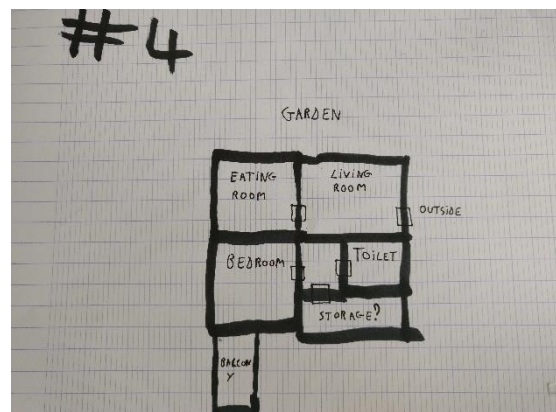 #4
GARDEN
EATING
ROOM
LIVING
ROOM
OUTSIDE
BEDROOM
TOILET
STORAGE?
BALCON
Y